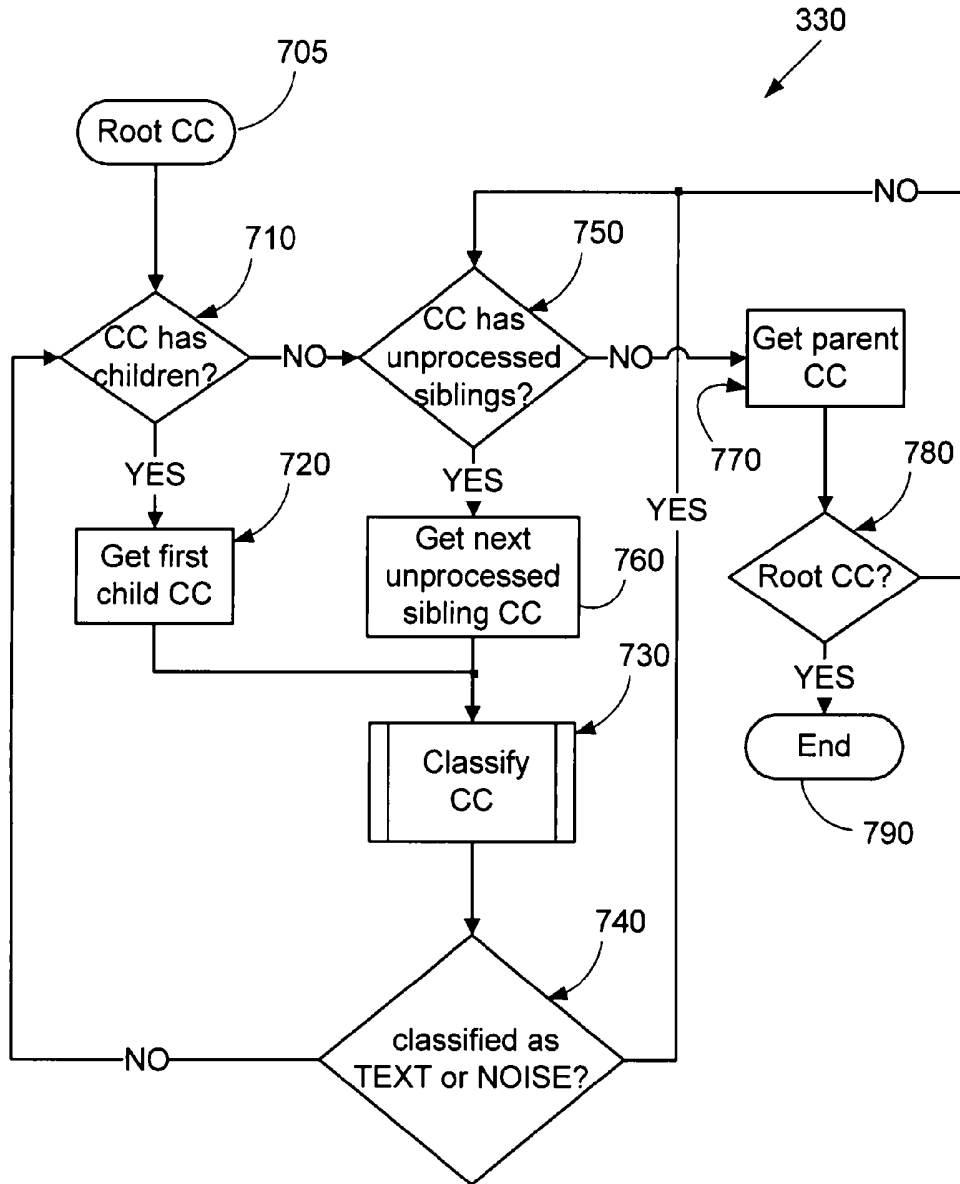 330
705
Root CC
NO
710
750
CC has
children?
NO
CC has
unprocessed
siblings?
NO
Get parent
CC
770
780
YES
720
YES
YES
Get first
child CC
Get next
unprocessed
sibling CC
760
Root CC?
730
YES
Classify
CC
End
790
740
classified as
TEXT or NOISE?
NO